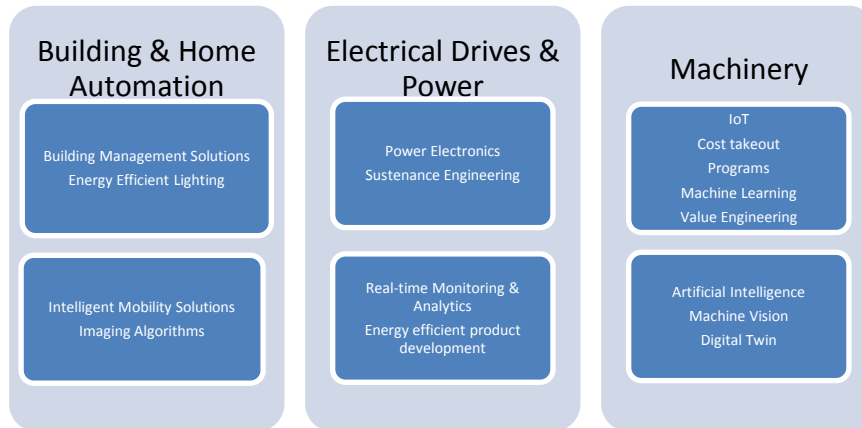 Building & Home
Automation
Building Management Solutions
Energy Efficient Lighting
Intelligent Mobility Solutions
Imaging Algorithms
Electrical Drives &
Power
Power Electronics
Sustenance Engineering
Real-time Monitoring &
Analytics
Energy efficient product
development
Machinery
IoT
Cost takeout
Programs
Machine Learning
Value Engineering
Artificial Intelligence
Machine Vision
Digital Twin